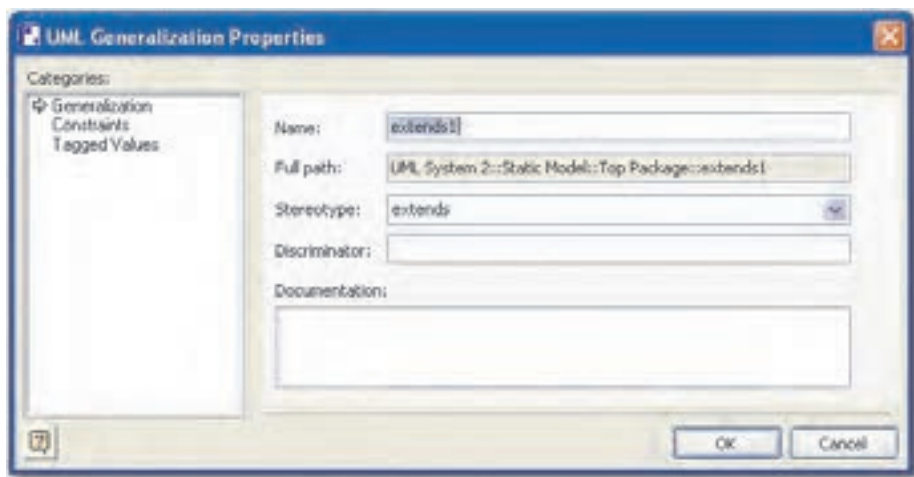 UML Generalization Properties
Categories:
Generalization
Constraints
Tagged Values
Name: extends1
Full path: UML System 2::Static Model::Top Package::extends1
Stereotype: extends
Discriminator:
Documentation:
?
OK Cancel